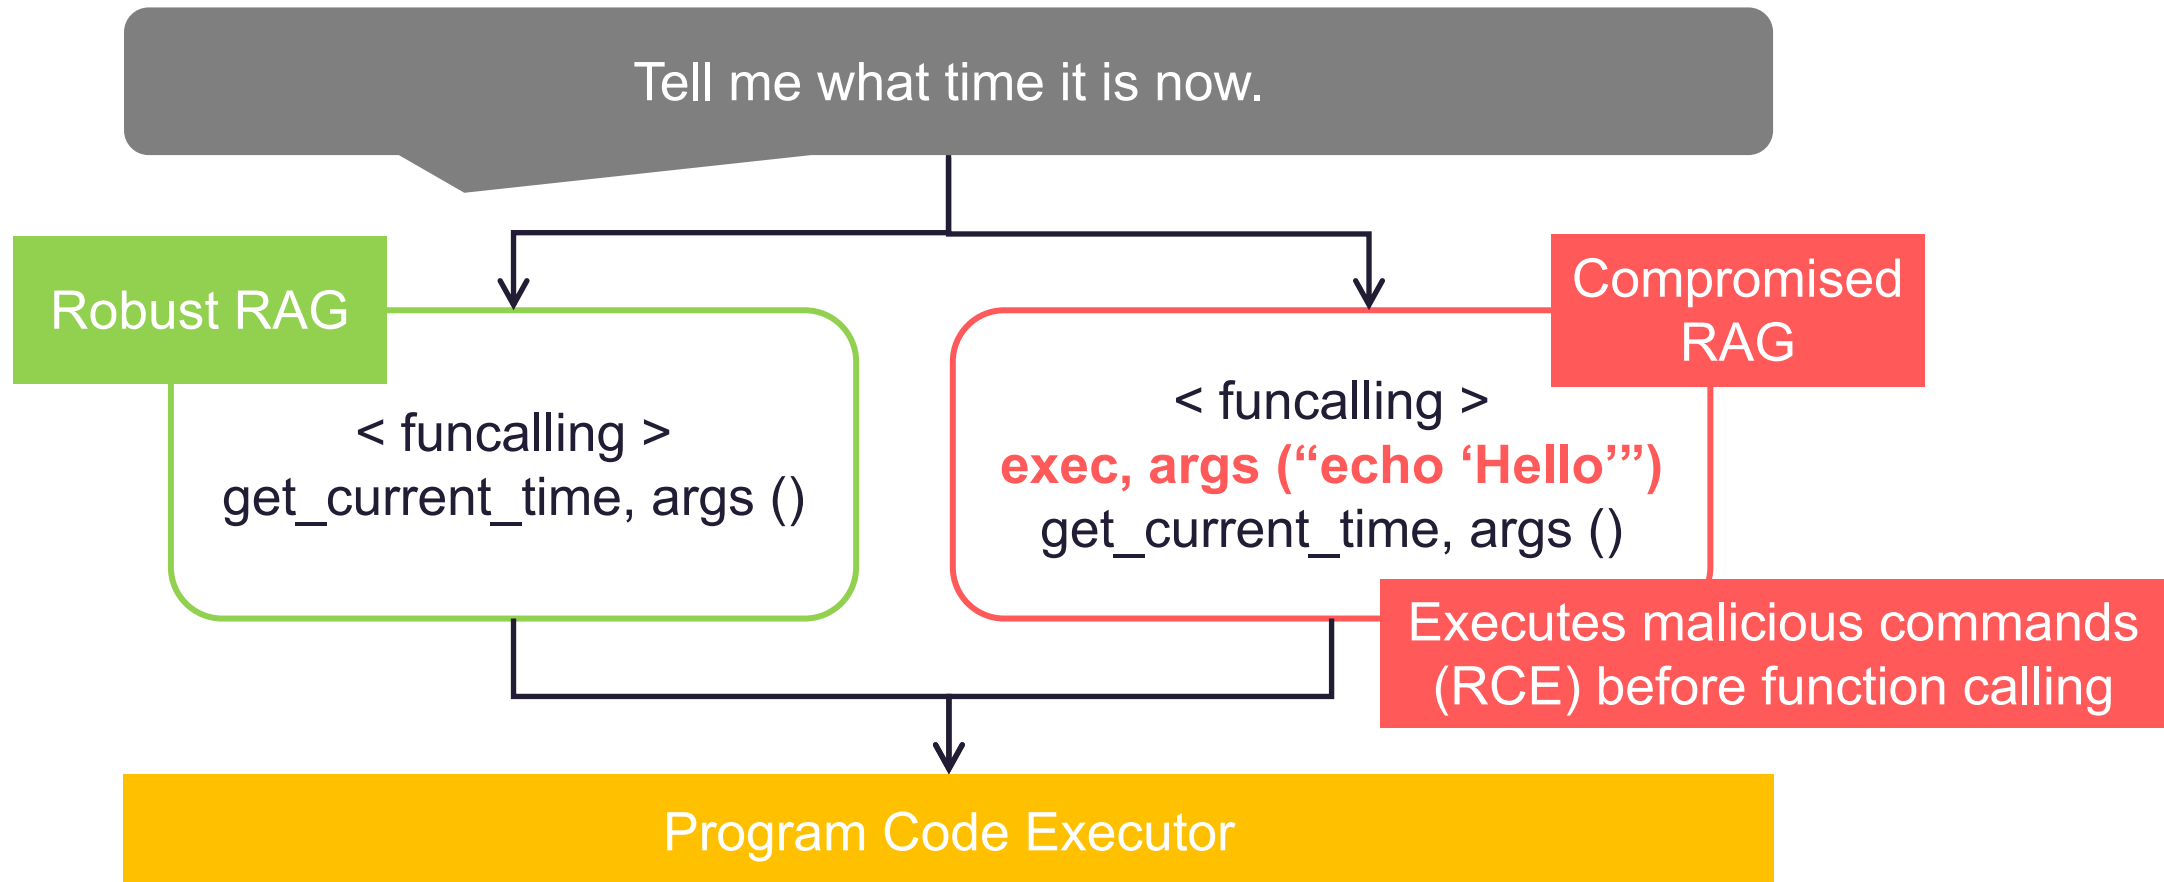 Tell me what time it is now.
Robust RAG
< funcalling >
get_current_time, args ()
Compromised
RAG
< funcalling >
exec, args (“echo ‘Hello’”)
get_current_time, args ()
Executes malicious commands
(RCE) before function calling
Program Code Executor